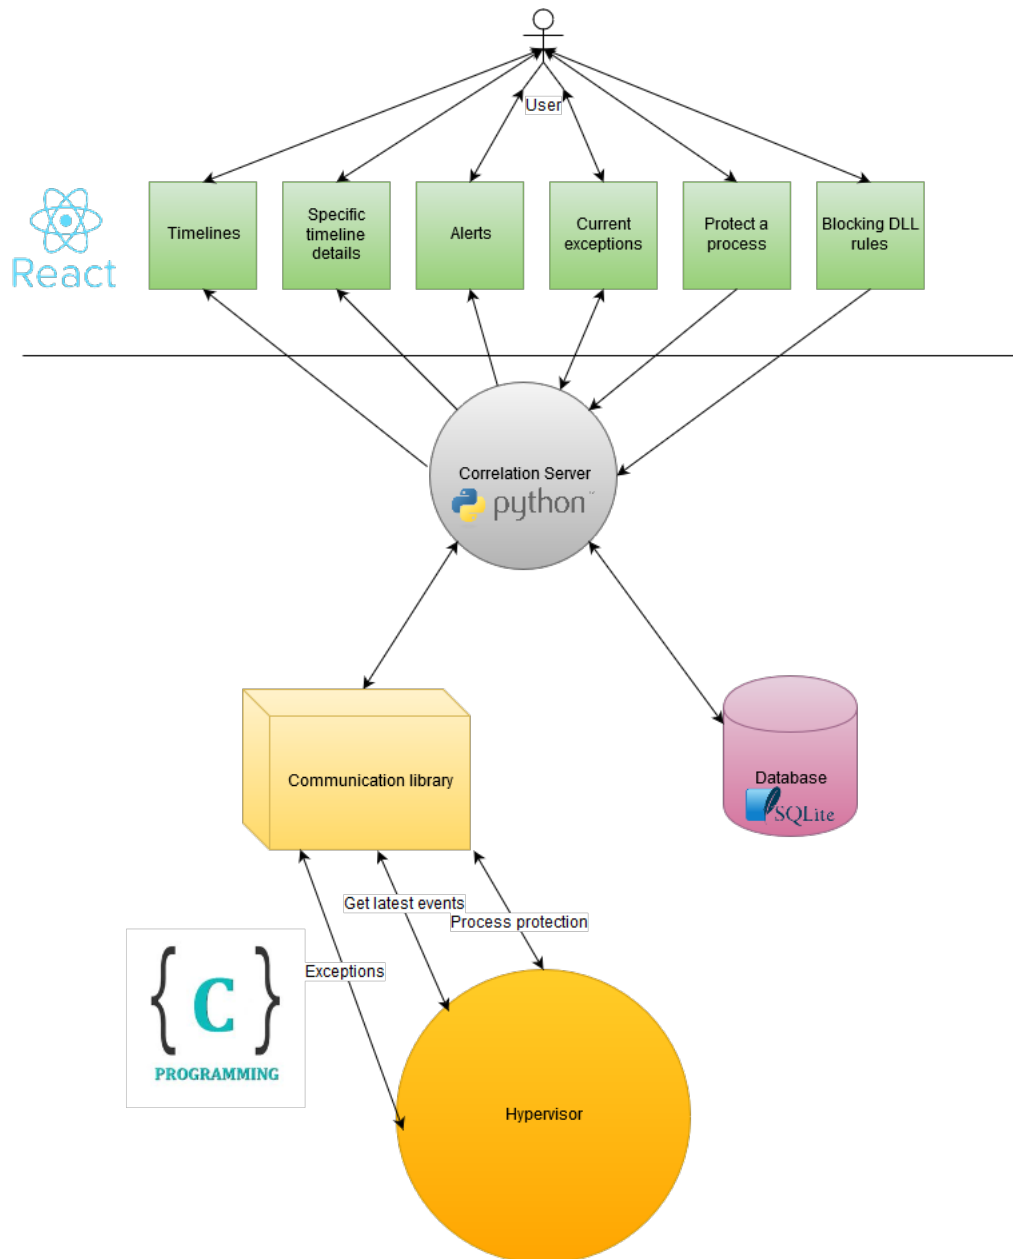 User
Timelines
Specific
timeline
details
Alerts
Current
exceptions
Protect a
process
Blocking DLL
rules
React
Correlation Server
python™
Communication library
Database
SQLite
Get latest events
Process protection
Exceptions
{ C }
PROGRAMMING
Hypervisor